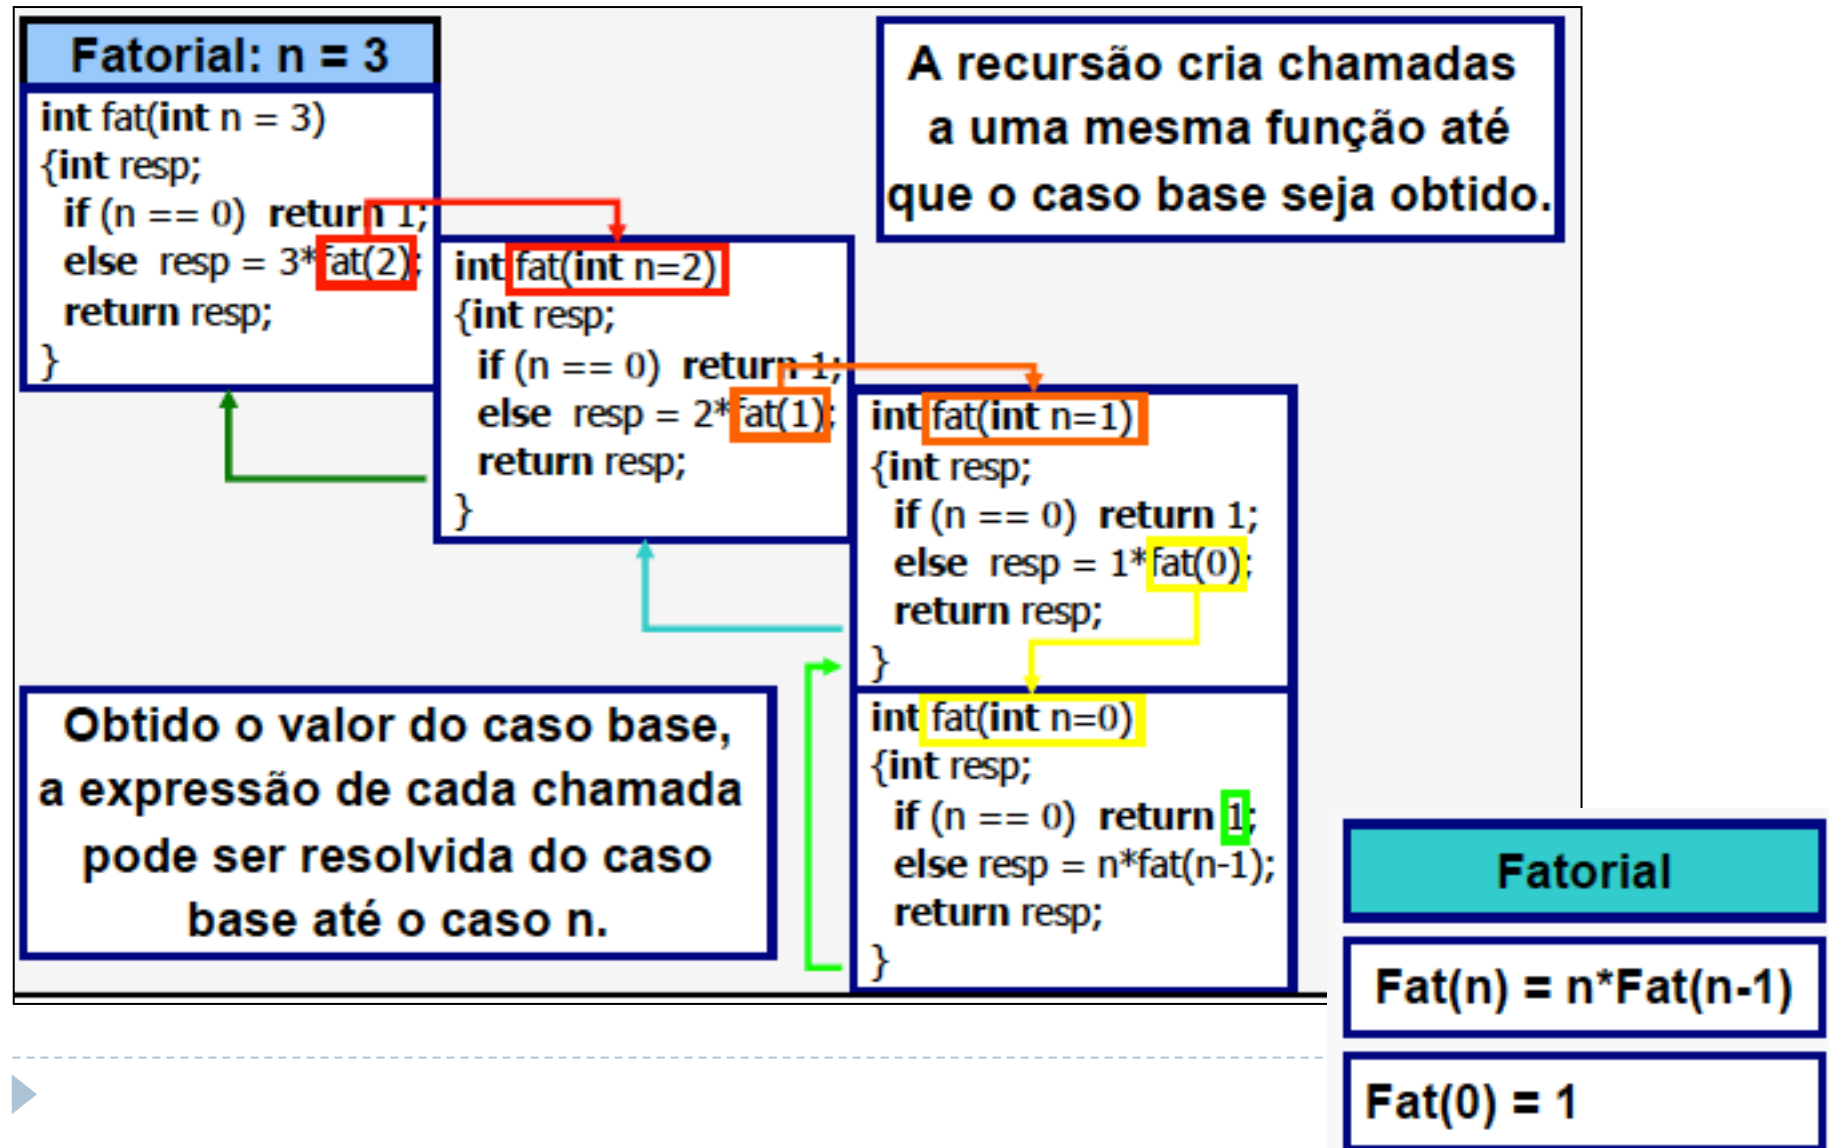 Fatorial: n = 3
int fat(int n = 3)
{int resp;
if (n == 0) return 1;
else resp = 3*fat(2);
return resp;
}
A recursão cria chamadas
a uma mesma função até
que o caso base seja obtido.
int fat(int n=2)
{int resp;
if (n == 0) return 1;
else resp = 2*fat(1);
return resp;
}
int fat(int n=1)
{int resp;
if (n == 0) return 1;
else resp = 1*fat(0);
return resp;
}
Obtido o valor do caso base,
a expressão de cada chamada
pode ser resolvida do caso
base até o caso n.
int fat(int n=0)
{int resp;
if (n == 0) return 1;
else resp = n*fat(n-1);
return resp;
}
Fatorial
Fat(n) = n*Fat(n-1)
Fat(0) = 1